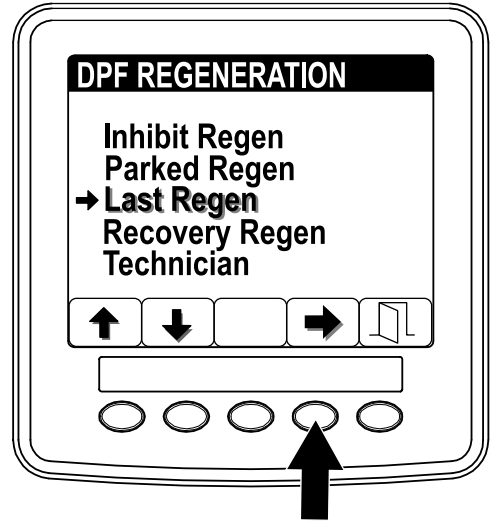 DPF REGENERATION
Inhibit Regen
Parked Regen
Last Regen
Recovery Regen
Technician